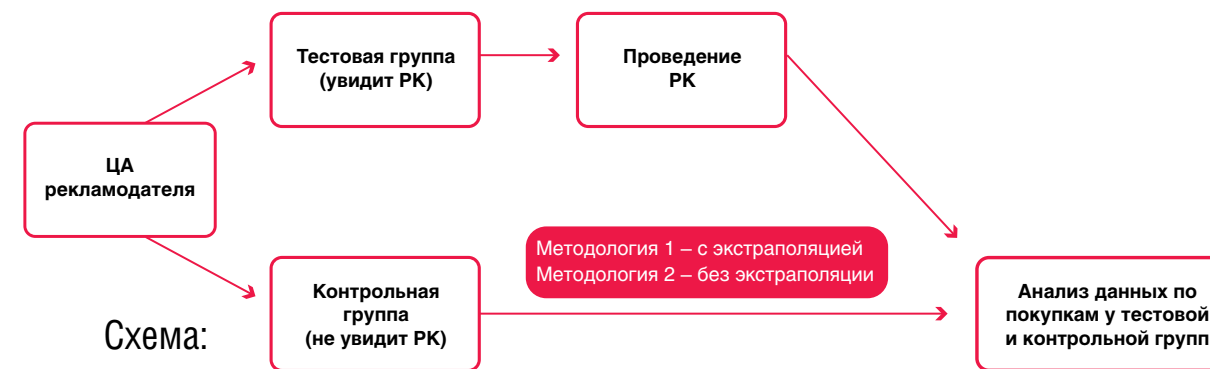 Тестовая группа
(увидит РК)
Проведение
РК
ЦА
рекламодателя
Методология 1 – с экстраполяцией
Методология 2 – без экстраполяции
Контрольная
группа
(не увидит РК)
Анализ данных по
покупкам у тестовой
и контрольной групп
Схема: